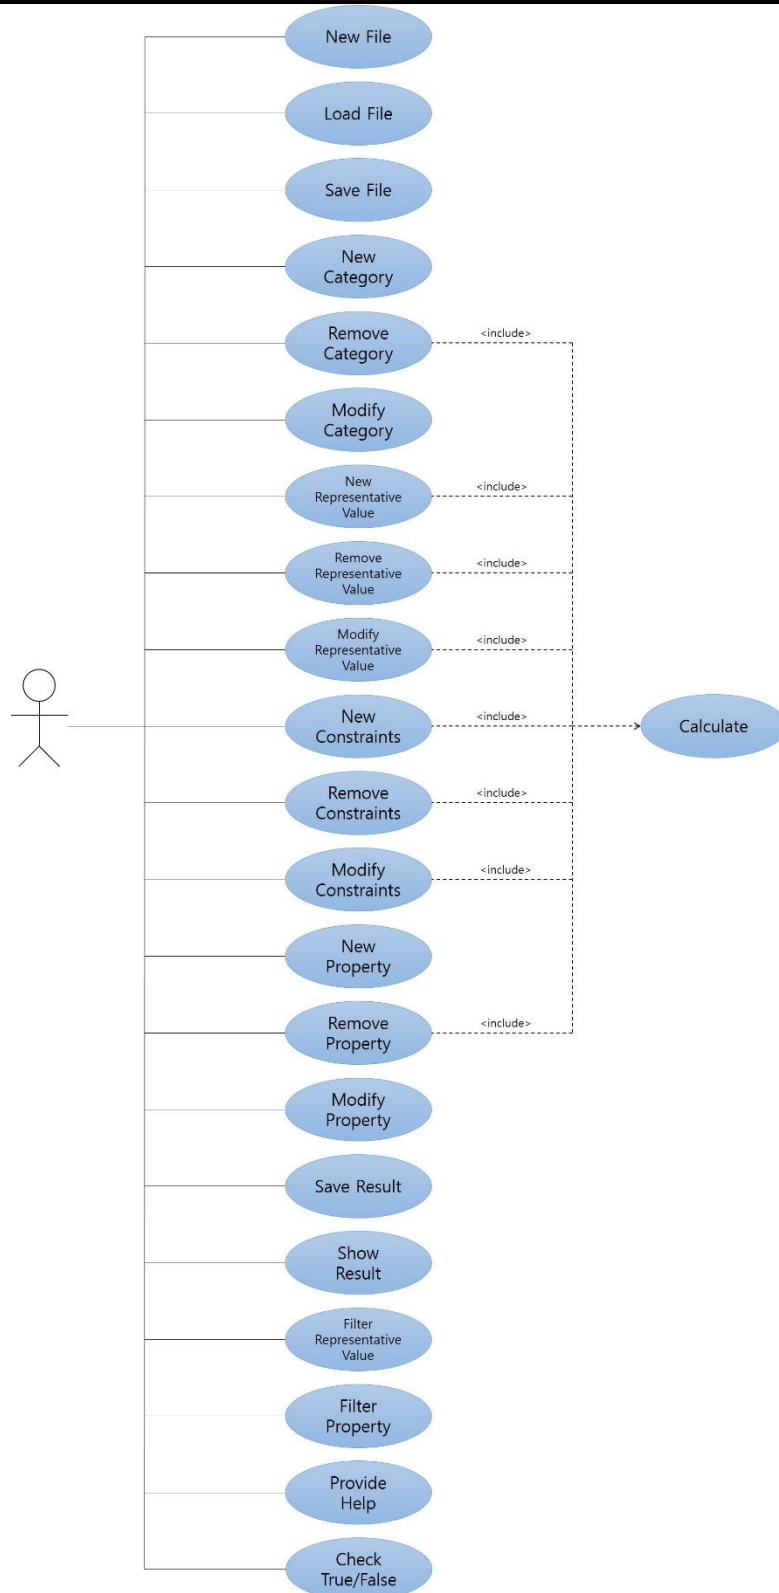 New File
Load File
Save File
New
Category
Remove
Category
<include>
Modify
Category
New
Representative
Value
<include>
Remove
Representative
Value
<include>
Modify
Representative
Value
<include>
New
Constraints
<include>
Calculate
Remove
Constraints
<include>
Modify
Constraints
<include>
New
Property
Remove
Property
<include>
Modify
Property
Save Result
Show
Result
Filter
Representative
Value
Filter
Property
Provide
Help
Check
True/False